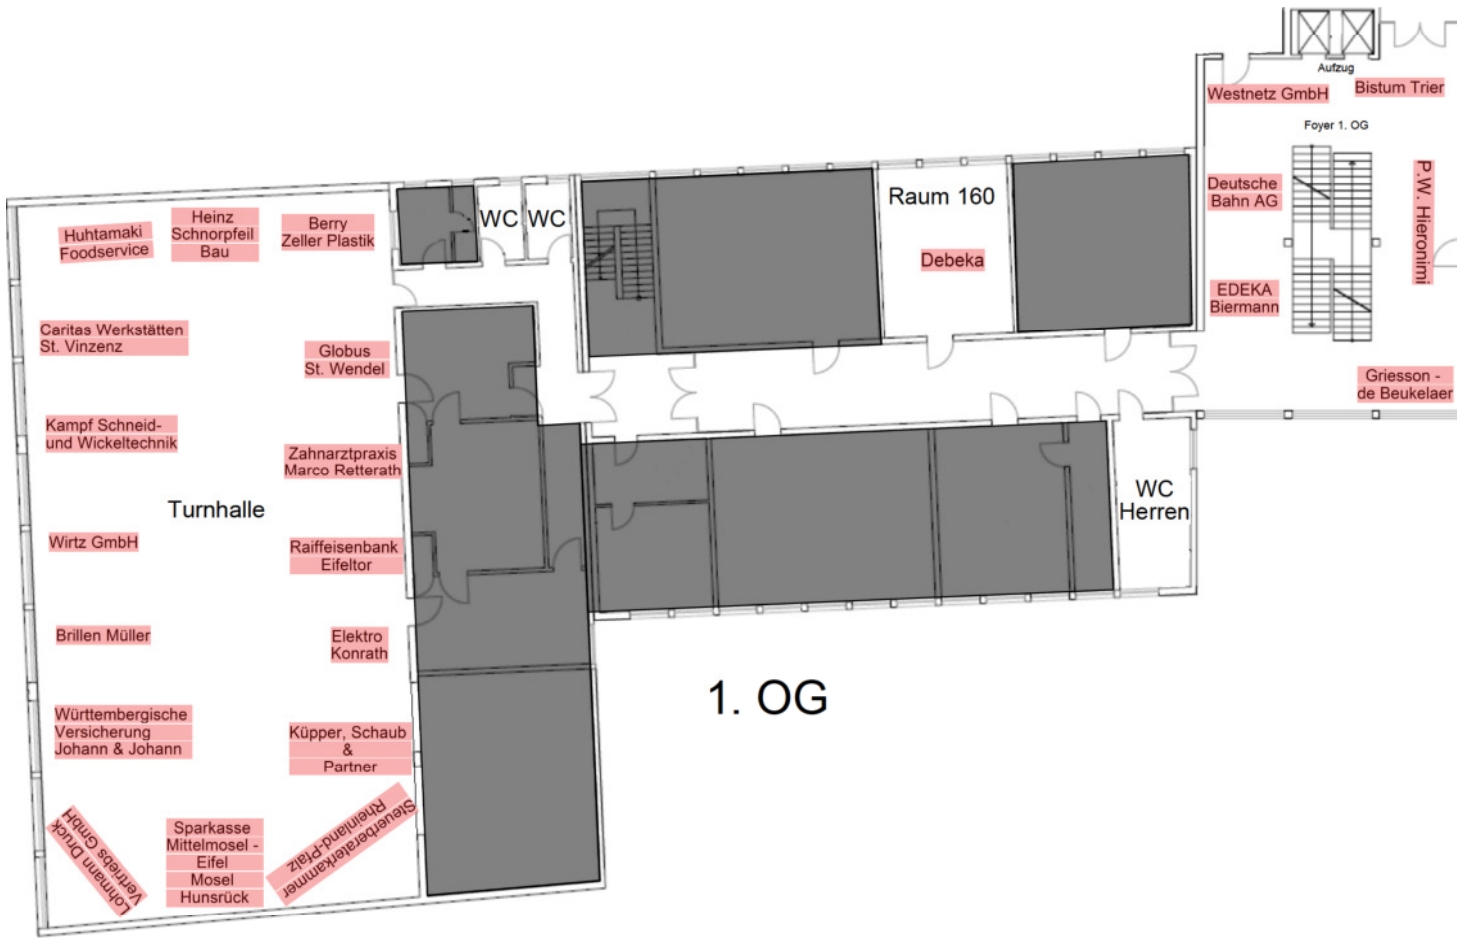 Aufzug
Westnetz GmbH
Bistum Trier
Foyer 1. OG
Deutsche
Bahn AG
P.W. Hieronimi
EDEKA
Biermann
Griesson -
de Beukelaer
Raum 160
Debeka
WC
WC
WC
Herren
Huhtamaki
Foodservice
Heinz
Schnorpfeil
Bau
Berry
Zeller Plastik
Caritas Werkstätten
St. Vinzenz
Globus
St. Wendel
Kampf Schneid-
und Wickeltechnik
Zahnarztpraxis
Marco Retterath
Turnhalle
Wirtz GmbH
Raiffeisenbank
Eifeltor
Brillen Müller
Elektro
Konrath
Württembergische
Versicherung
Johann & Johann
Küpper, Schaub
&
Partner
Lohmann Druck
Vertriebs GmbH
Sparkasse
Mittelmosel -
Eifel
Mosel
Hunsrück
Steuerberaterkammer
Rheinland-Pfalz
1. OG